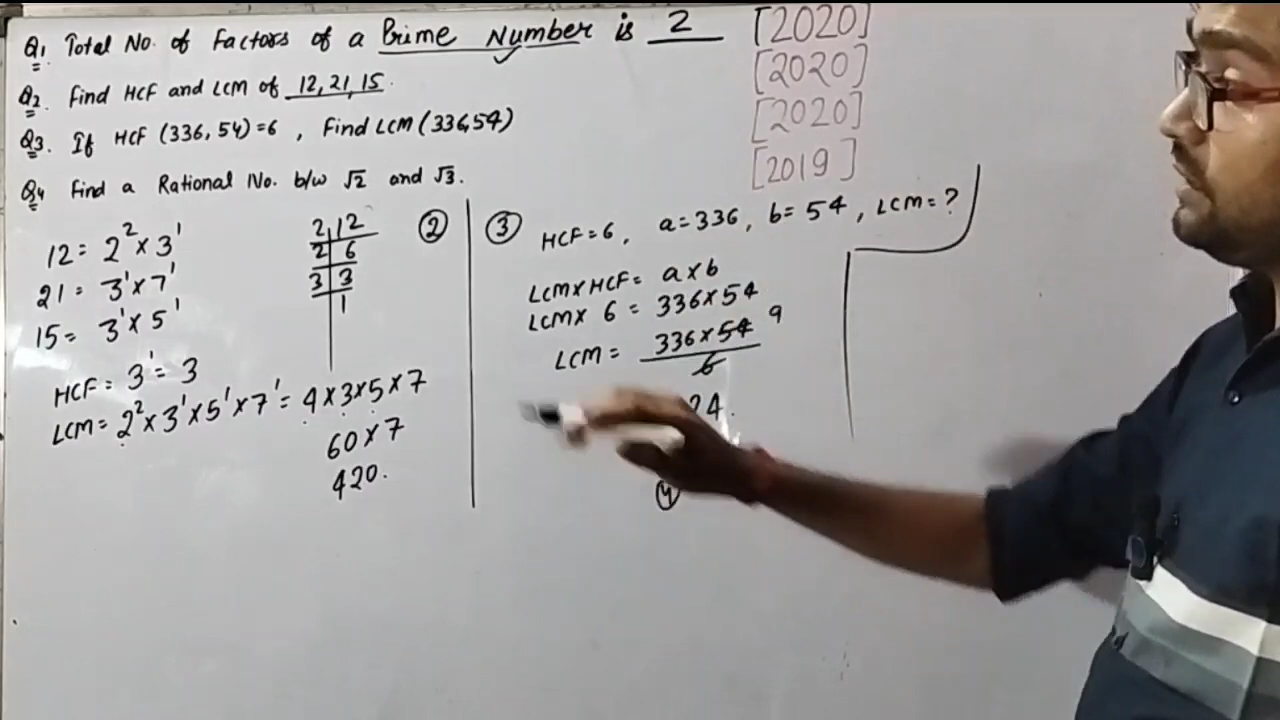 Q1. Total No. of Factors of a Prime Number is 2 [2020]
Q2. Find HCF and LCM of 12, 21, 15. [2020]
Q3. If HCF (336, 54) = 6 , Find LCM (336,54) [2020]
Q4 Find a Rational No. b/w √2 and √3. [2019]
12 = 2² × 3¹
21 = 3¹ × 7¹
15 = 3¹ × 5¹
HCF = 3¹ = 3
LCM = 2² × 3¹ × 5¹ × 7¹ = 4 × 3 × 5 × 7
60 × 7
420.
2 | 12
2 | 6
3 | 3
1
②
③ HCF = 6, a = 336, b = 54, LCM = ?
LCM × HCF = a × b
LCM × 6 = 336 × 54
LCM = 336 × 54 9
6
24.
④